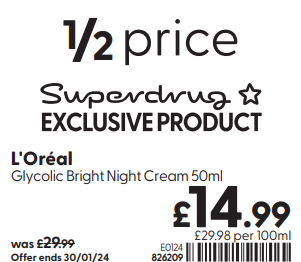 1/2 price
Superdrug
EXCLUSIVE PRODUCT
L'Oréal
Glycolic Bright Night Cream 50ml
£14.99
£29.98 per 100ml
was £29.99
Offer ends 30/01/24
E0124
826209